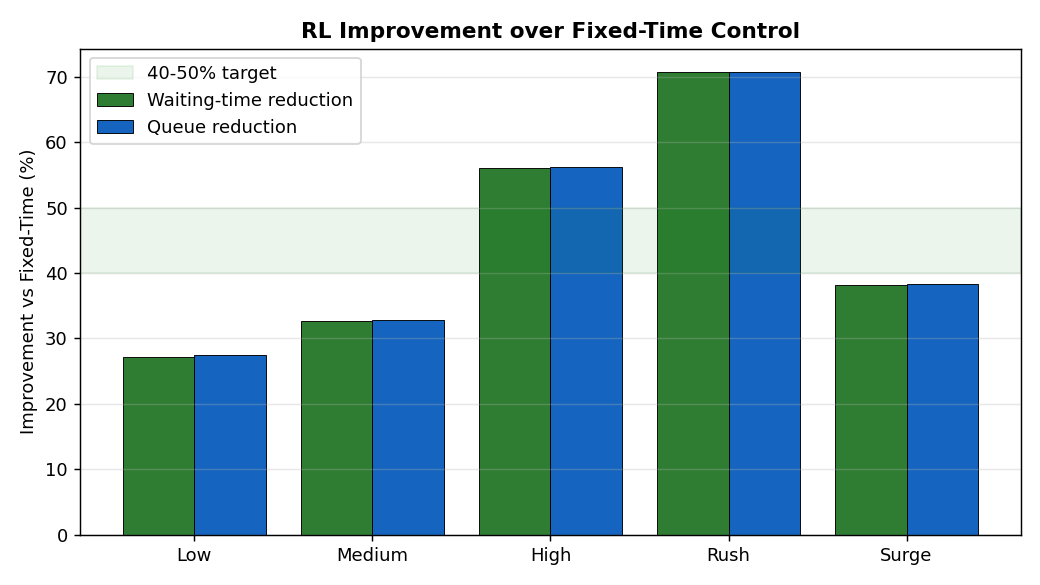 RL Improvement over Fixed-Time Control
40-50% target
Waiting-time reduction
Queue reduction
Improvement vs Fixed-Time (%)
70
60
50
40
30
20
10
0
Low Medium High Rush Surge